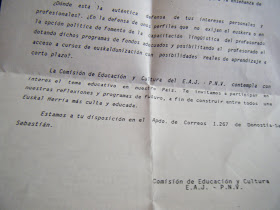 enseñanza de
¿Dónde está la auténtica defensa de tus intereses personales y
profesionales? ¿En la defensa de unos perfiles que no exijan el euskera o en
la opción política de fomento de la capacitación lingüística del profesorado
dotando dichos programas de fondos adecuados y posibilitando al profesorado el
acceso a cursos de euskaldunización con posibilidades reales de aprendizaje a
corto plazo?.
La Comisión de Educación y Cultura del E.A.J. - P.N.V. contempla con
interés el tema educativo en nuestro País. Te invitamos a participar en
nuestras reflexiones y programas de futuro, a fin de construir entre todos una
Euskal Herria más culta y educada.
Estamos a tu disposición en el Apdo. de Correos 1.267 de Donostia-
Sebastián.
Comisión de Educación y Cultura
E.A.J. - P.N.V.